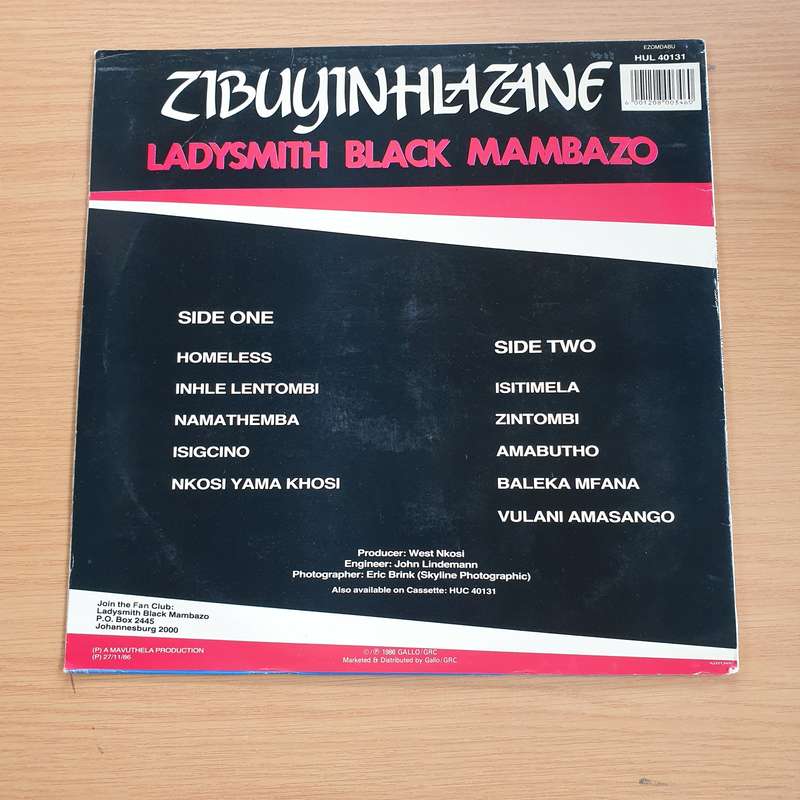 EZOMDABU
HUL 40131
ZIBUYINHLAZANE
6 001208 003460
LADYSMITH BLACK MAMBAZO
SIDE ONE
HOMELESS
INHLE LENTOMBI
NAMATHEMBA
ISIGCINO
NKOSI YAMA KHOSI
SIDE TWO
ISITIMELA
ZINTOMBI
AMABUTHO
BALEKA MFANA
VULANI AMASANGO
Producer: West Nkosi
Engineer: John Lindemann
Photographer: Eric Brink (Skyline Photographic)
Also available on Cassette: HUC 40131
Join the Fan Club:
Ladysmith Black Mambazo
P.O. Box 2445
Johannesburg 2000
(P) A MAVUTHELA PRODUCTION
(P) 27/11/86
©/℗ 1986 GALLO/GRC
Marketed & Distributed by Gallo/GRC